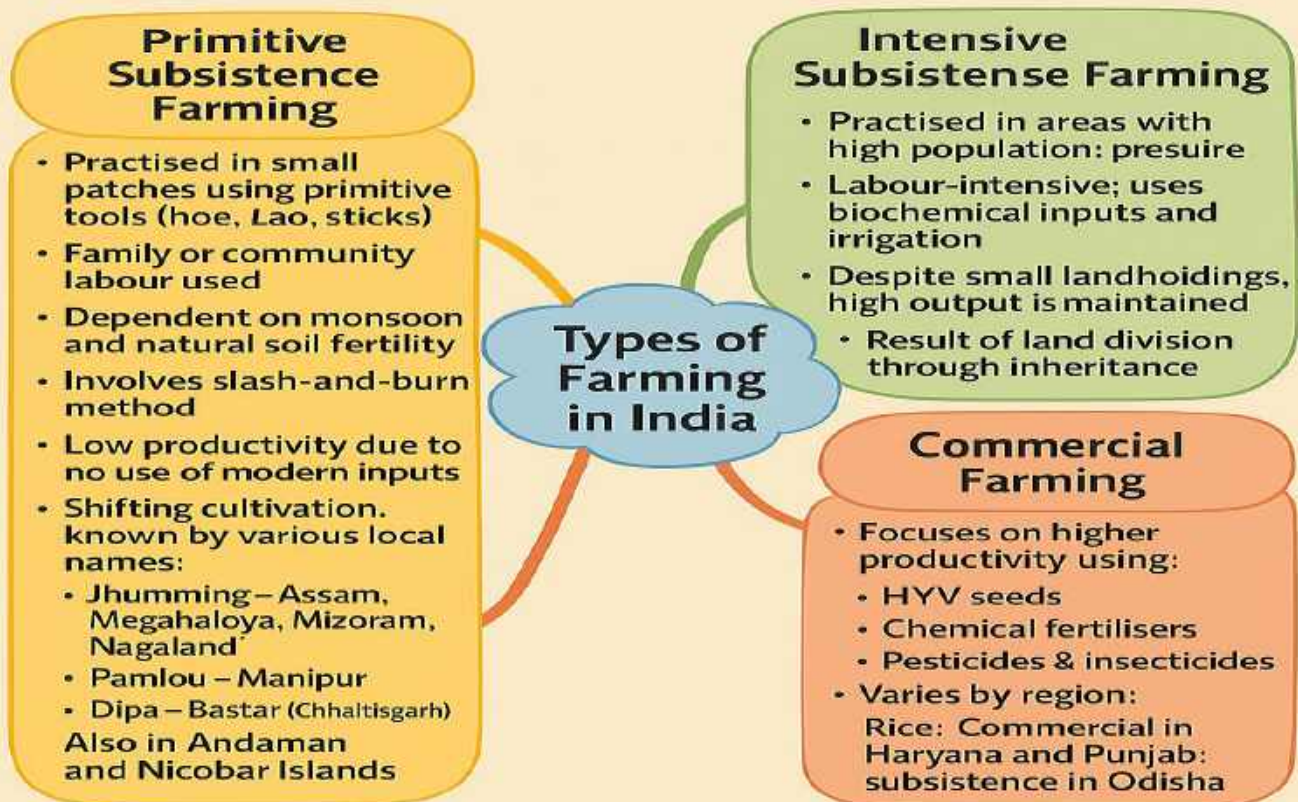 Primitive
Subsistence
Farming
• Practised in small
patches using primitive
tools (hoe, Lao, sticks)
• Family or community
labour used
• Dependent on monsoon
and natural soil fertility
• Involves slash-and-burn
method
• Low productivity due to
no use of modern inputs
• Shifting cultivation.
known by various local
names:
• Jhumming – Assam,
Megahaloya, Mizoram,
Nagaland'
• Pamlou – Manipur
• Dipa – Bastar (Chhaltisgarh)
Also in Andaman
and Nicobar Islands
Types of
Farming
in India
Intensive
Subsistense Farming
• Practised in areas with
high population: presuire
• Labour-intensive; uses
biochemical inputs and
irrigation
• Despite small landhoidings,
high output is maintained
• Result of land division
through inheritance
Commercial
Farming
• Focuses on higher
productivity using:
• HYV seeds
• Chemical fertilisers
• Pesticides & insecticides
• Varies by region:
Rice: Commercial in
Haryana and Punjab:
subsistence in Odisha